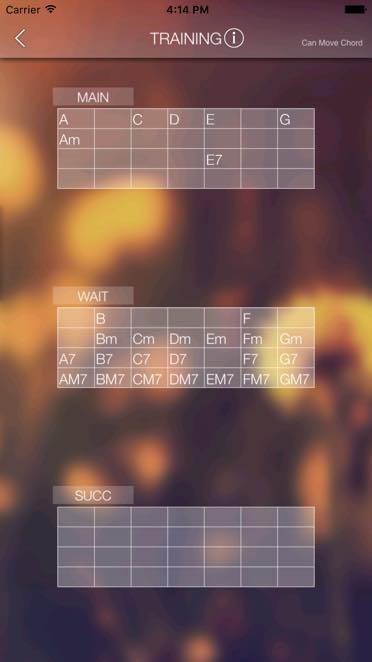 Carrier 4:14 PM
TRAINING i Can Move Chord
MAIN
A C D E G
Am
E7
WAIT
B F
Bm Cm Dm Em Fm Gm
A7 B7 C7 D7 F7 G7
AM7 BM7 CM7 DM7 EM7 FM7 GM7
SUCC